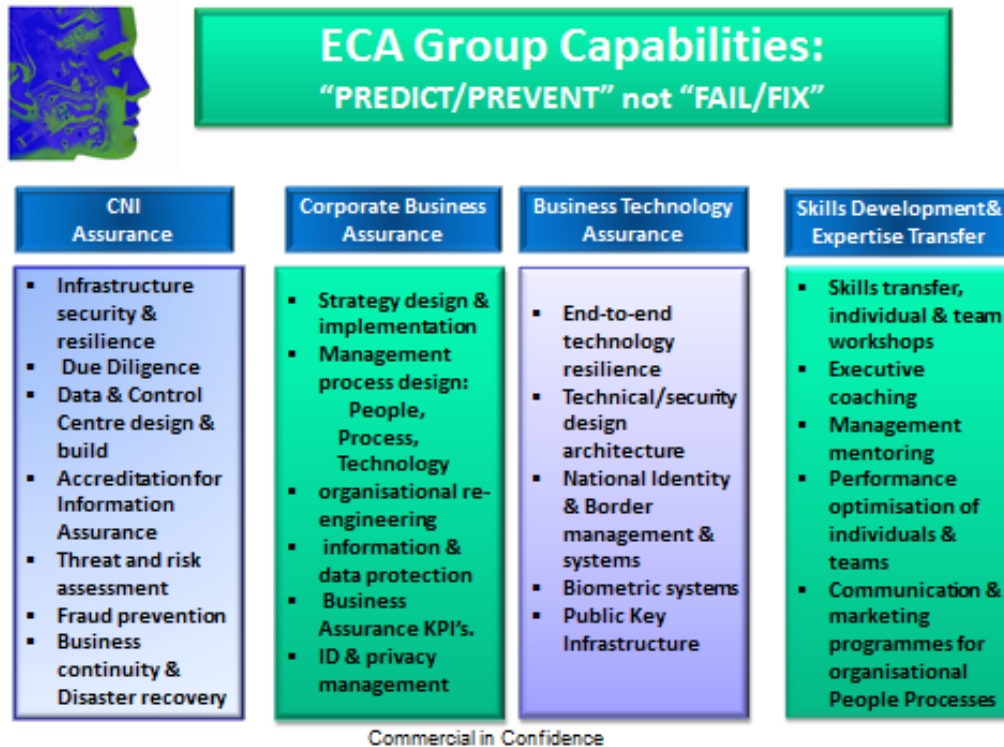 ECA Group Capabilities:
“PREDICT/PREVENT” not “FAIL/FIX”
CNI
Assurance
▪ Infrastructure
security &
resilience
▪ Due Diligence
▪ Data & Control
Centre design &
build
▪ Accreditation for
Information
Assurance
▪ Threat and risk
assessment
▪ Fraud prevention
▪ Business
continuity &
Disaster recovery
Corporate Business
Assurance
▪ Strategy design &
implementation
▪ Management
process design:
People,
Process,
Technology
▪ organisational re-
engineering
▪ information &
data protection
▪ Business
Assurance KPI’s.
▪ ID & privacy
management
Business Technology
Assurance
▪ End-to-end
technology
resilience
▪ Technical/security
design
architecture
▪ National Identity
& Border
management &
systems
▪ Biometric systems
▪ Public Key
Infrastructure
Skills Development&
Expertise Transfer
▪ Skills transfer,
individual & team
workshops
▪ Executive
coaching
▪ Management
mentoring
▪ Performance
optimisation of
individuals &
teams
▪ Communication &
marketing
programmes for
organisational
People Processes
Commercial in Confidence